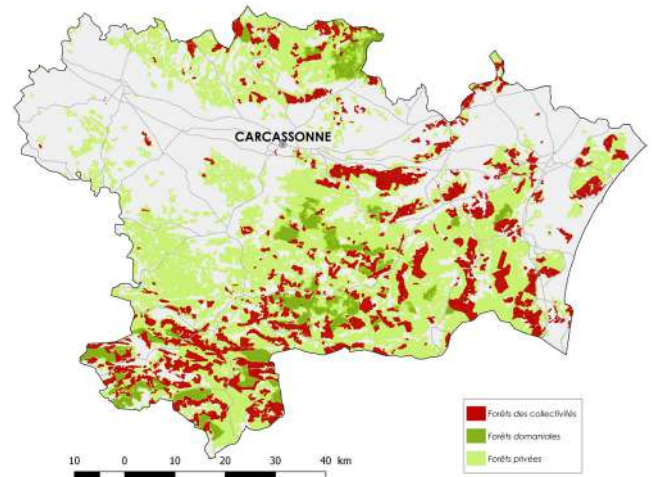 CARCASSONNE
Forêts des collectivités
Forêts domaniales
Forêts privées
10 0 10 20 30 40 km